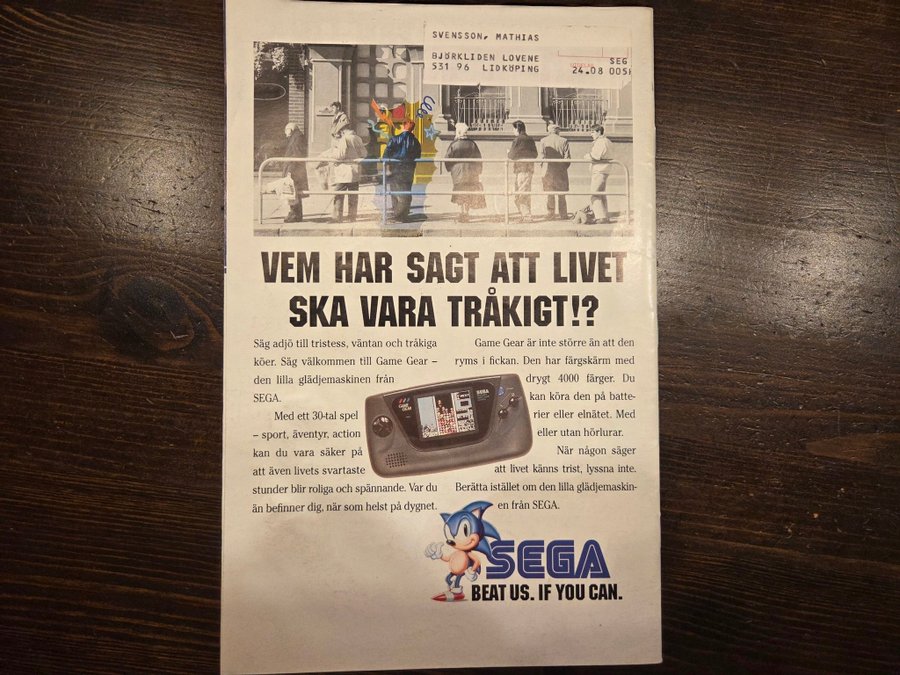 SVENSSON, MATHIAS
BJÖRKLIDEN LOVENE SEG
531 96 LIDKÖPING 24.08 005
VEM HAR SAGT ATT LIVET
SKA VARA TRÅKIGT!?
Säg adjö till tristess, väntan och tråkiga
köer. Säg välkommen till Game Gear –
den lilla glädjemaskinen från
SEGA.
Med ett 30-tal spel
– sport, äventyr, action
kan du vara säker på
att även livets svartaste
stunder blir roliga och spännande. Var du
än befinner dig, när som helst på dygnet.
Game Gear är inte större än att den
ryms i fickan. Den har färgskärm med
drygt 4000 färger. Du
kan köra den på batte-
rier eller elnätet. Med
eller utan hörlurar.
När någon säger
att livet känns trist, lyssna inte.
Berätta istället om den lilla glädjemaskin-
en från SEGA.
GAME GEAR
SEGA
SEGA
BEAT US. IF YOU CAN.